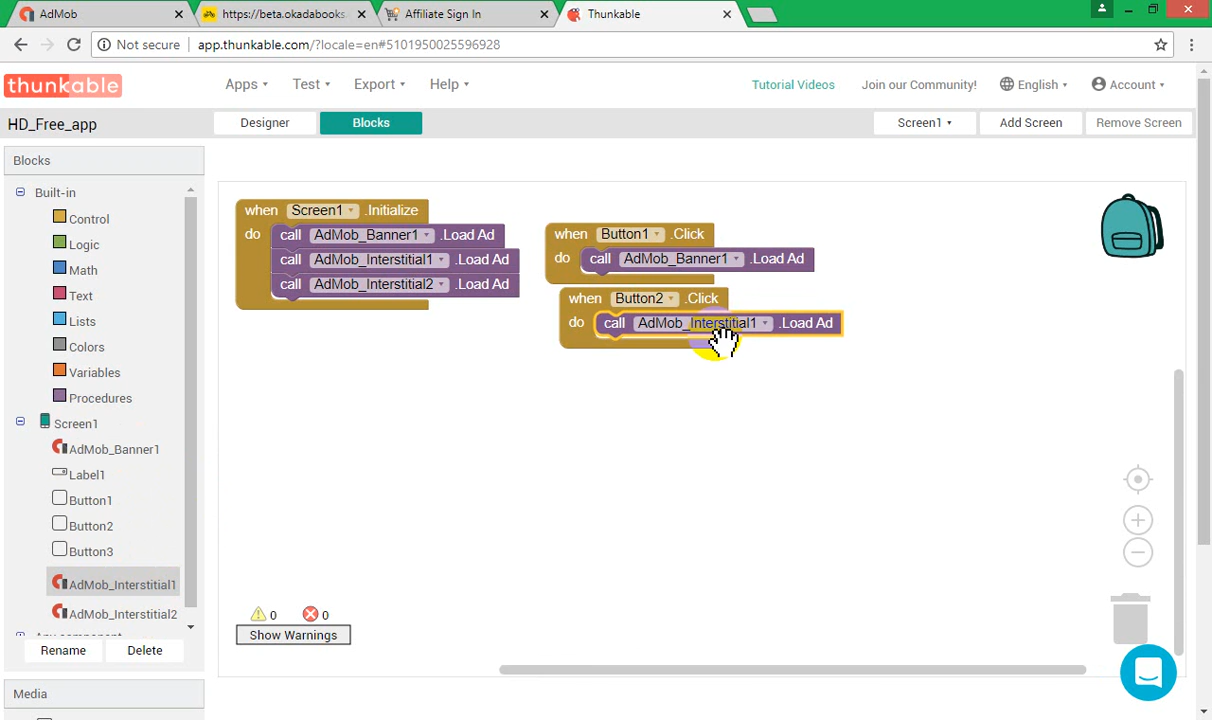 AdMob
https://beta.okadabooks.
Affiliate Sign In
Thunkable
Not secure
app.thunkable.com/?locale=en#5101950025596928
thunkable
Apps
Test
Export
Help
Tutorial Videos
Join our Community!
English
Account
HD_Free_app
Designer
Blocks
Screen1
Add Screen
Remove Screen
Blocks
Built-in
Control
Logic
Math
Text
Lists
Colors
Variables
Procedures
Screen1
AdMob_Banner1
Label1
Button1
Button2
Button3
AdMob_Interstitial1
AdMob_Interstitial2
Any component
Rename
Delete
Media
when Screen1 .Initialize
do call AdMob_Banner1 .Load Ad
call AdMob_Interstitial1 .Load Ad
call AdMob_Interstitial2 .Load Ad
when Button1 .Click
do call AdMob_Banner1 .Load Ad
when Button2 .Click
do call AdMob_Interstitial1 .Load Ad
0 0
Show Warnings